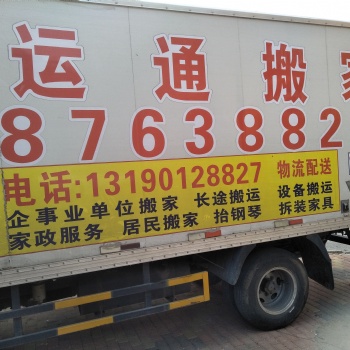 运通搬家
8763882
电话:13190128827 物流配送
企事业单位搬家 长途搬运 设备搬运
家政服务 居民搬家 抬钢琴 拆装家具